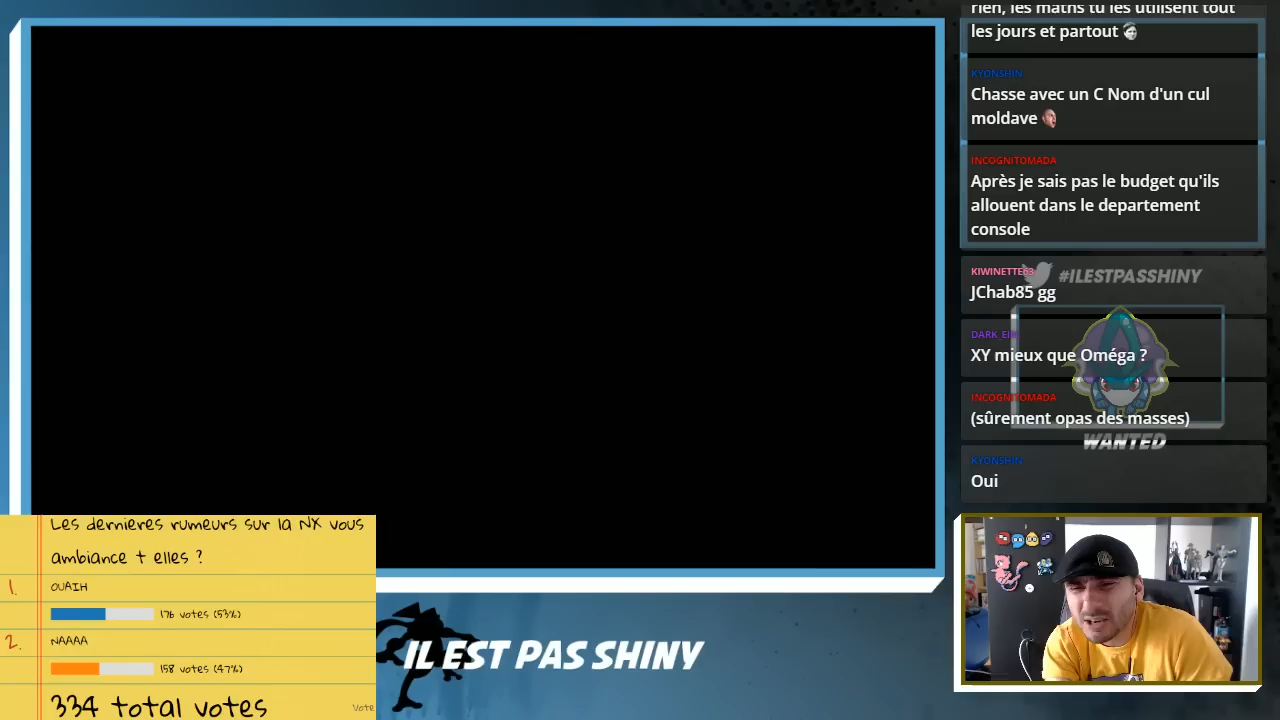 rien, les maths tu les utilisent tout
les jours et partout
KYONSHIN
Chasse avec un C Nom d'un cul
moldave
INCOGNITOMADA
Après je sais pas le budget qu'ils
allouent dans le departement
console
KIWINETTE63
#ILESTPASSHINY
JChab85 gg
XY mieux que Oméga ?
INCOGNITOMADA
(sûrement opas des masses)
WANTED
KYONSHIN
Oui
Les dernieres rumeurs sur la NX vous
ambiance t elles ?
1. OUAIH
176 votes (53%)
2. NAAAA
158 votes (47%)
334 total votes
Vote
IL EST PAS SHINY